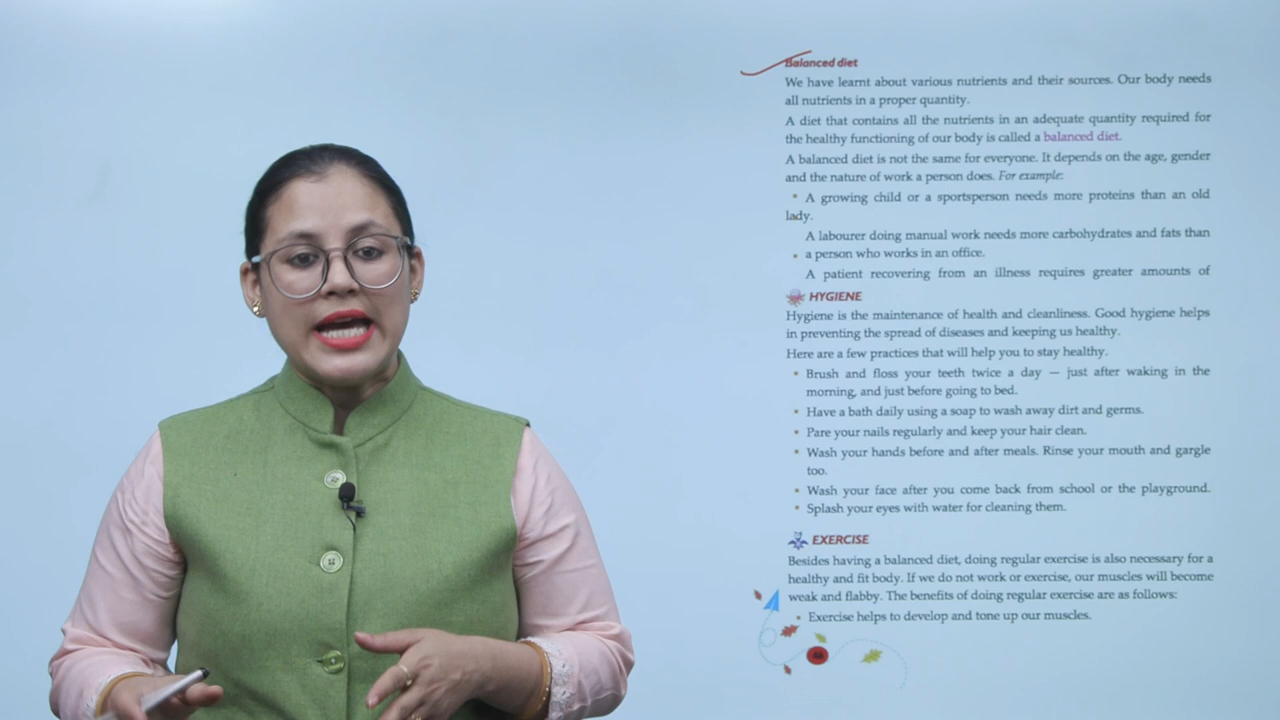 Balanced diet
We have learnt about various nutrients and their sources. Our body needs
all nutrients in a proper quantity.
A diet that contains all the nutrients in an adequate quantity required for
the healthy functioning of our body is called a balanced diet.
A balanced diet is not the same for everyone. It depends on the age, gender
and the nature of work a person does. For example:
• A growing child or a sportsperson needs more proteins than an old
lady.
A labourer doing manual work needs more carbohydrates and fats than
• a person who works in an office.
A patient recovering from an illness requires greater amounts of
HYGIENE
Hygiene is the maintenance of health and cleanliness. Good hygiene helps
in preventing the spread of diseases and keeping us healthy.
Here are a few practices that will help you to stay healthy.
• Brush and floss your teeth twice a day — just after waking in the
morning, and just before going to bed.
• Have a bath daily using a soap to wash away dirt and germs.
• Pare your nails regularly and keep your hair clean.
• Wash your hands before and after meals. Rinse your mouth and gargle
too.
• Wash your face after you come back from school or the playground.
• Splash your eyes with water for cleaning them.
EXERCISE
Besides having a balanced diet, doing regular exercise is also necessary for a
healthy and fit body. If we do not work or exercise, our muscles will become
weak and flabby. The benefits of doing regular exercise are as follows:
• Exercise helps to develop and tone up our muscles.